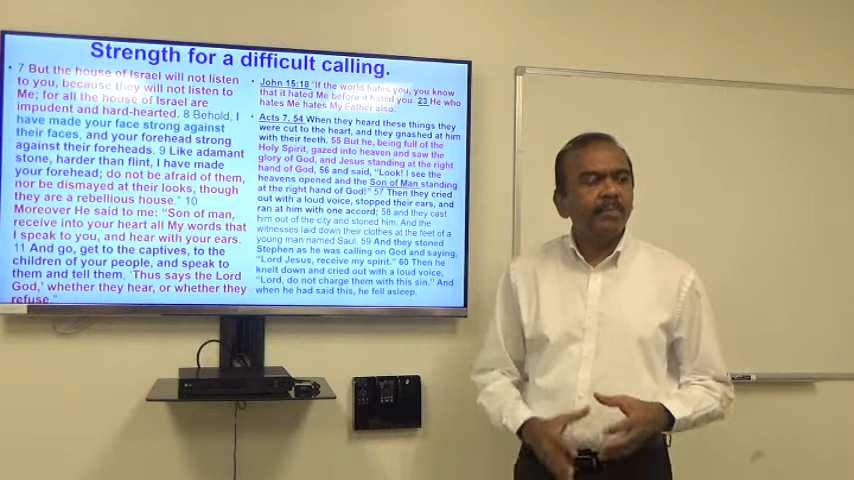 Strength for a difficult calling.
• 7 But the house of Israel will not listen
to you, because they will not listen to
Me; for all the house of Israel are
impudent and hard-hearted. 8 Behold, I
have made your face strong against
their faces, and your forehead strong
against their foreheads. 9 Like adamant
stone, harder than flint, I have made
your forehead; do not be afraid of them,
nor be dismayed at their looks, though
they are a rebellious house." 10
Moreover He said to me: "Son of man,
receive into your heart all My words that
I speak to you, and hear with your ears.
11 And go, get to the captives, to the
children of your people, and speak to
them and tell them, 'Thus says the Lord
God,' whether they hear, or whether they
refuse."
• John 15:18 "If the world hates you, you know
that it hated Me before it hated you. 23 He who
hates Me hates My Father also.
• Acts 7. 54 When they heard these things they
were cut to the heart, and they gnashed at him
with their teeth. 55 But he, being full of the
Holy Spirit, gazed into heaven and saw the
glory of God, and Jesus standing at the right
hand of God, 56 and said, "Look! I see the
heavens opened and the Son of Man standing
at the right hand of God!" 57 Then they cried
out with a loud voice, stopped their ears, and
ran at him with one accord; 58 and they cast
him out of the city and stoned him. And the
witnesses laid down their clothes at the feet of a
young man named Saul. 59 And they stoned
Stephen as he was calling on God and saying,
"Lord Jesus, receive my spirit." 60 Then he
knelt down and cried out with a loud voice,
"Lord, do not charge them with this sin." And
when he had said this, he fell asleep.